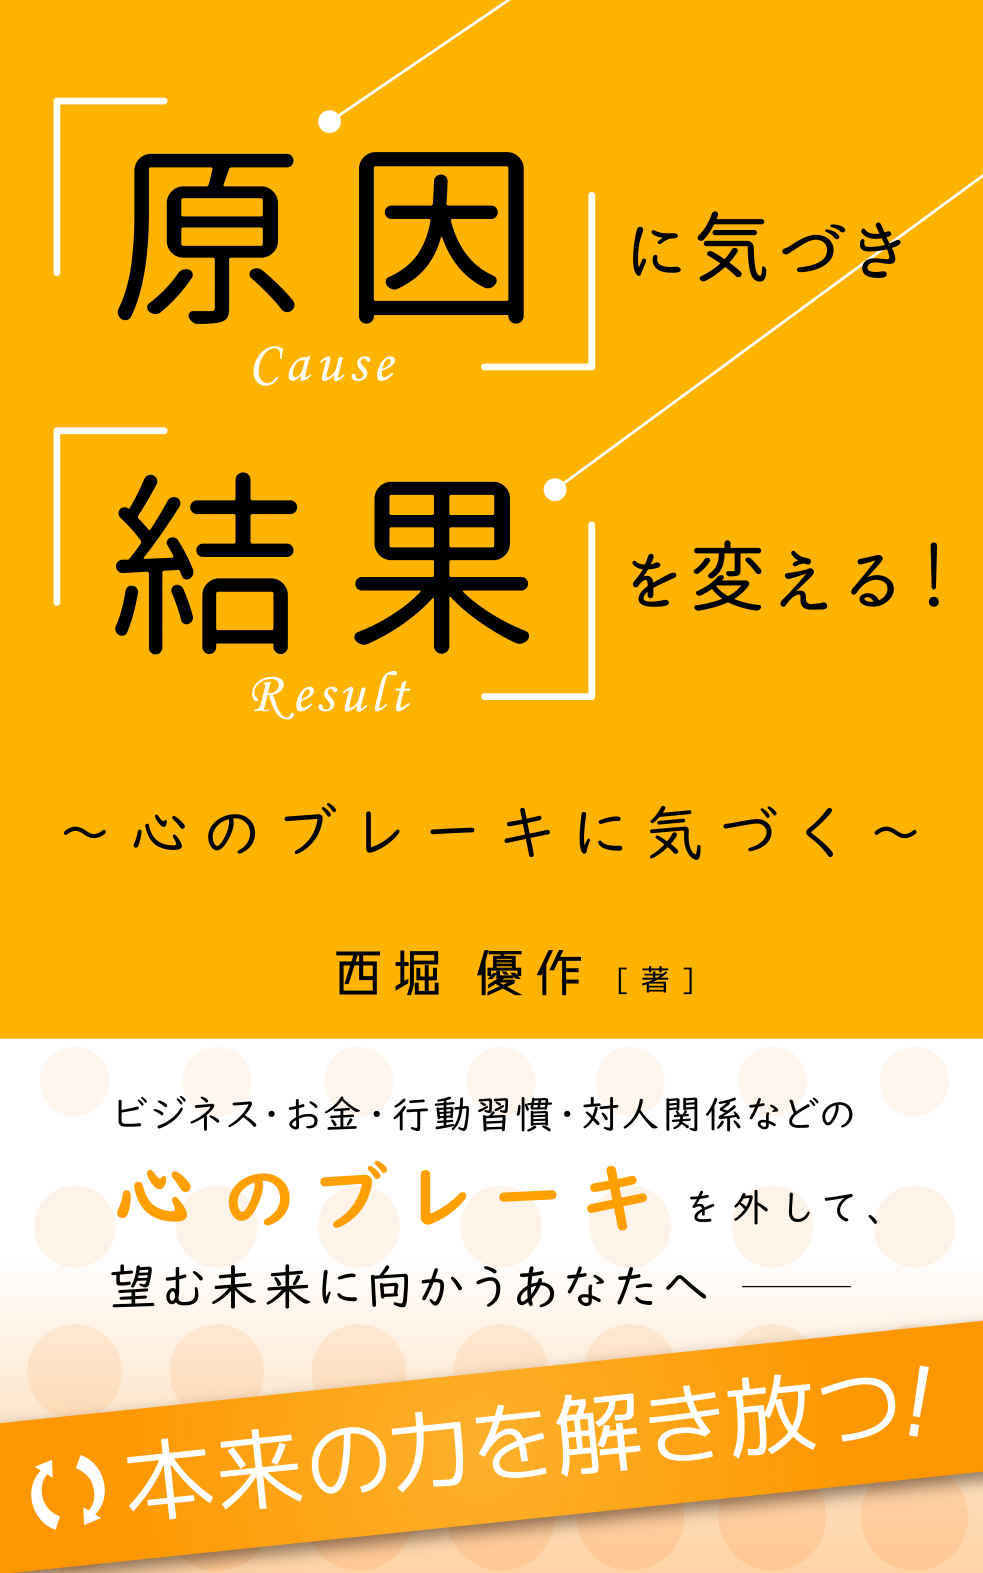 原因に気づき
Cause
結果を変える！
Result
～心のブレーキに気づく～
西堀 優作 [著]
ビジネス・お金・行動習慣・対人関係などの
心のブレーキを外して、
望む未来に向かうあなたへ ――
本来の力を解き放つ！